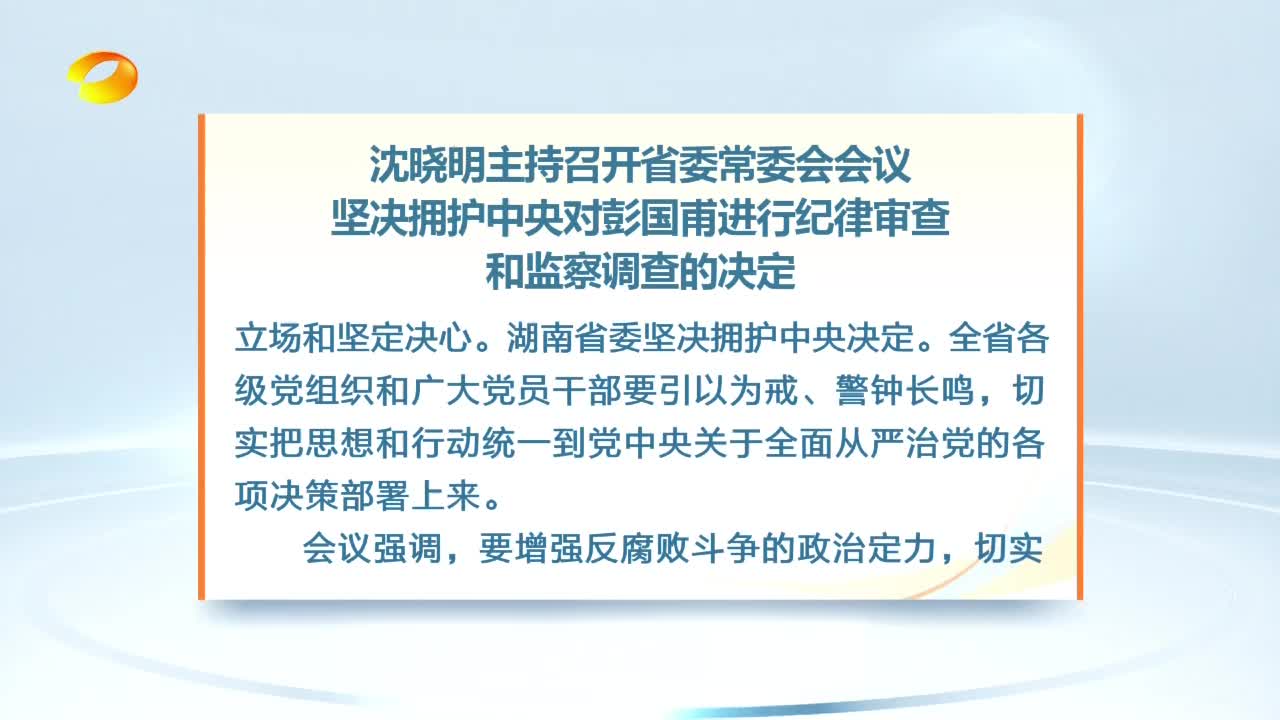 沈晓明主持召开省委常委会会议
坚决拥护中央对彭国甫进行纪律审查
和监察调查的决定
立场和坚定决心。湖南省委坚决拥护中央决定。全省各
级党组织和广大党员干部要引以为戒、警钟长鸣，切
实把思想和行动统一到党中央关于全面从严治党的各
项决策部署上来。
会议强调，要增强反腐败斗争的政治定力，切实